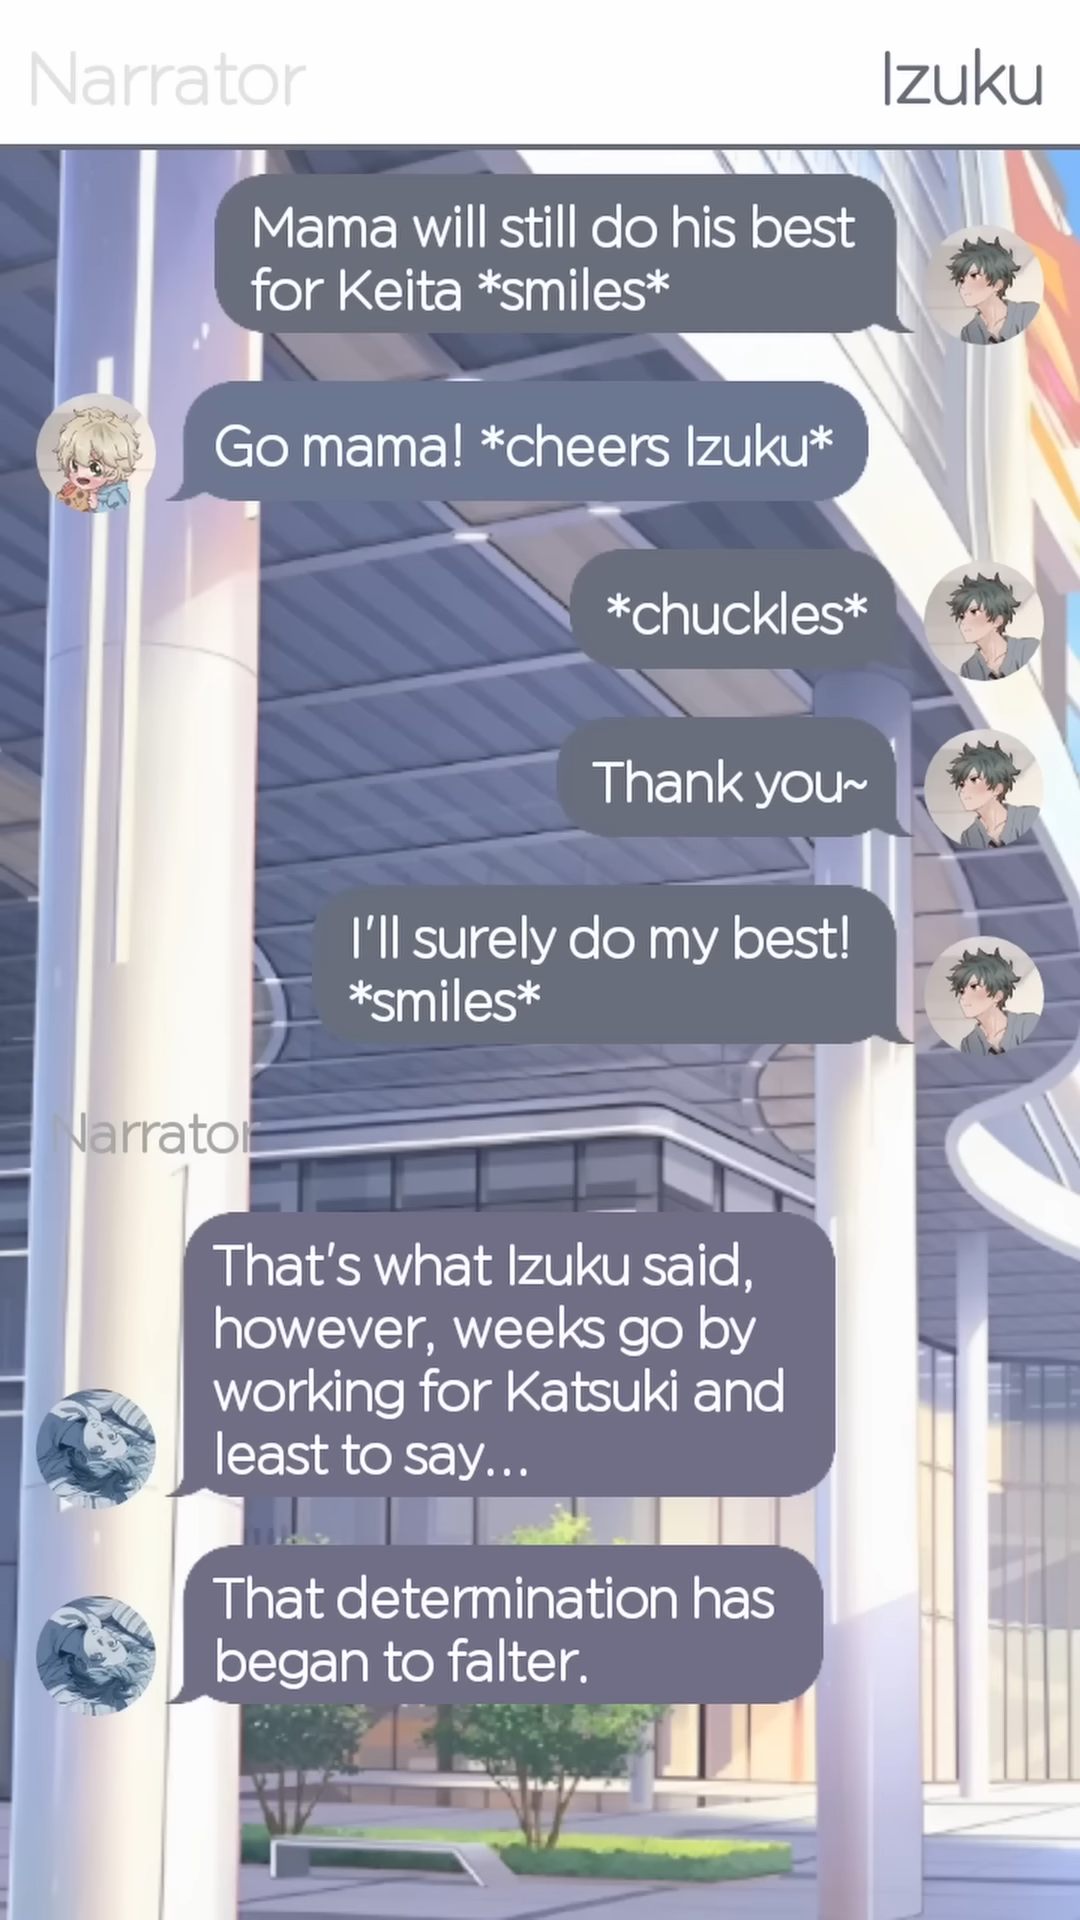 Narrator
Izuku
Mama will still do his best
for Keita *smiles*
Go mama! *cheers Izuku*
*chuckles*
Thank you~
I'll surely do my best!
*smiles*
Narrator
That's what Izuku said,
however, weeks go by
working for Katsuki and
least to say...
That determination has
began to falter.